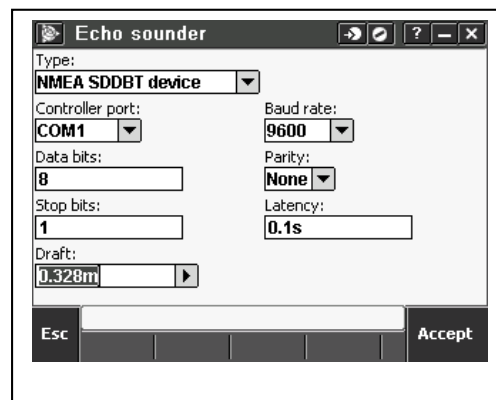 Echo sounder ? – ×
Type:
NMEA SDDBT device
Controller port: Baud rate:
COM1 9600
Data bits: Parity:
8 None
Stop bits: Latency:
1 0.1s
Draft:
0.328m
Esc Accept